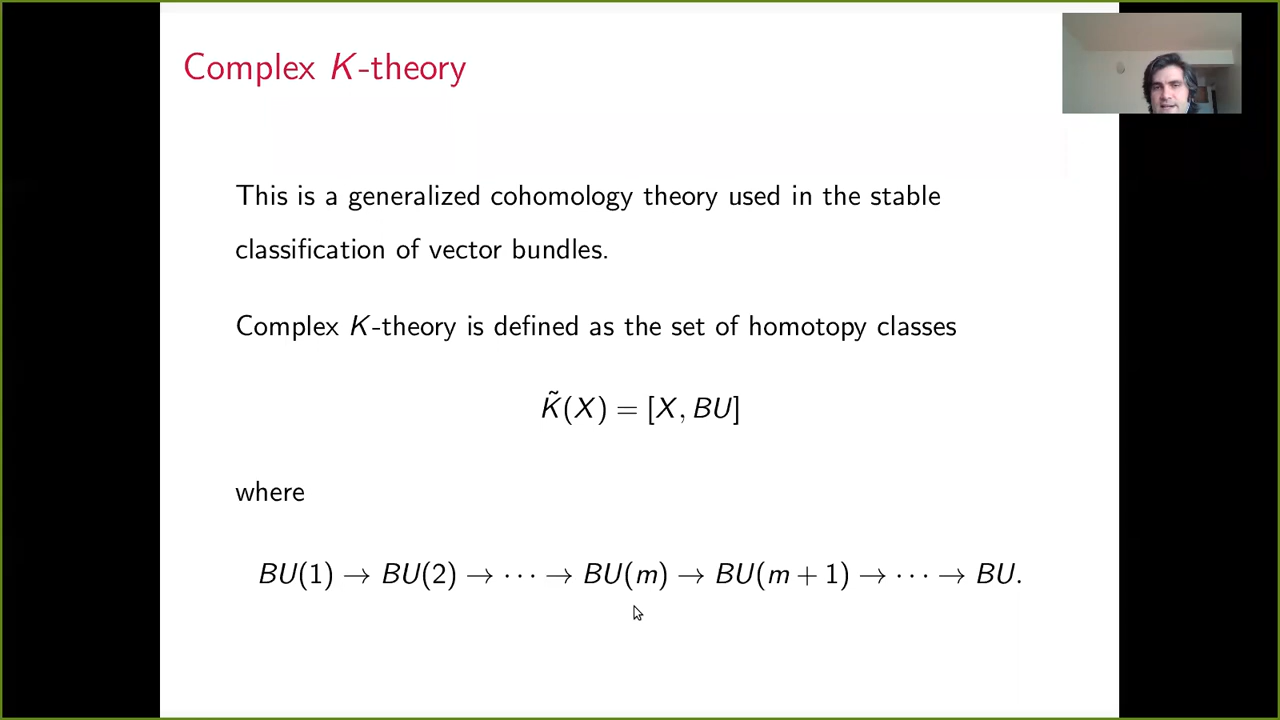 Complex K-theory
This is a generalized cohomology theory used in the stable
classification of vector bundles.
Complex K-theory is defined as the set of homotopy classes
K̃(X) = [X, BU]
where
BU(1) → BU(2) → ⋯ → BU(m) → BU(m + 1) → ⋯ → BU.